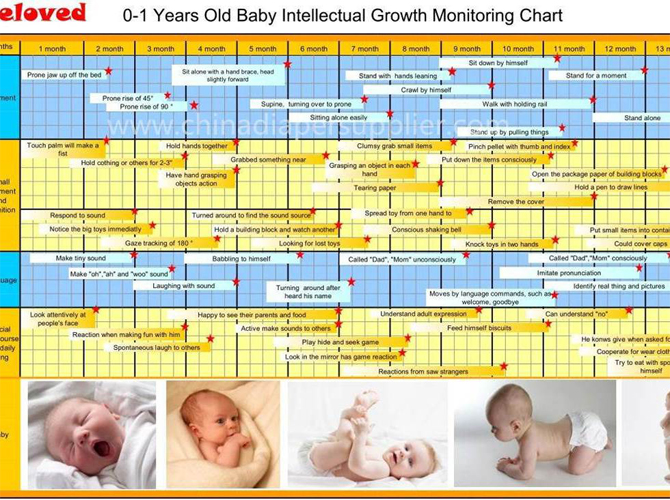 eloved
0-1 Years Old Baby Intellectual Growth Monitoring Chart
nths 1 month 2 month 3 month 4 month 5 month 6 month 7 month 8 month 9 month 10 month 11 month 12 month 13 m
ment
Prone jaw up off the bed
Prone rise of 45°
Prone rise of 90 °
Sit alone with a hand brace, head
slightly forward
Supine, turning over to prone
Sitting alone easily
Stand with hands leaning
Crawl by himself
Sit down by himself
Walk with holding rail
Stand up by pulling things
Stand for a moment
Stand alone
www.chinadiapersupplier.com
mall
ment
nd
nition
Touch palm will make a
fist
Hold hands together
Hold cothing or others for 2-3"
Have hand grasping
objects action
Grabbed something near
Grasping an object in each
hand
Tearing paper
Clumsy grab small items
Put down the items consciously
Pinch pellet with thumb and index
Open the package paper of building blocks
Hold a pen to draw lines
Remove the cover
Respond to sound
Notice the big toys immediatly
Gaze tracking of 180 °
Turned around to find the sound source
Hold a building block and watch another
Looking for lost toys
Spread toy from one hand to
Conscious shaking bell
Knock toys in two hands
Put small items into contai
Could cover caps
uage
Make tiny sound
Make "oh","ah" and "woo" sound
Laughing with sound
Babbling to himself
Turning around after
heard his name
Called "Dad", "Mom" unconsciously
Moves by language commands, such as
welcome, goodbye
Called "Dad","Mom" consciously
Imitate pronunciation
Identify real thing and pictures
cial
course
daily
ng
Look attentively at
people's face
Reaction when making fun with him
Spontaneous laugh to others
Happy to see their parents and food
Active make sounds to others
Play hide and seek game
Look in the mirror has game reaction
Reactions from saw strangers
Understand adult expression
Feed himself biscuits
Can understand "no"
He konws give when asked fo
Cooperate for wear cloth
Try to eat with spo
himself
by